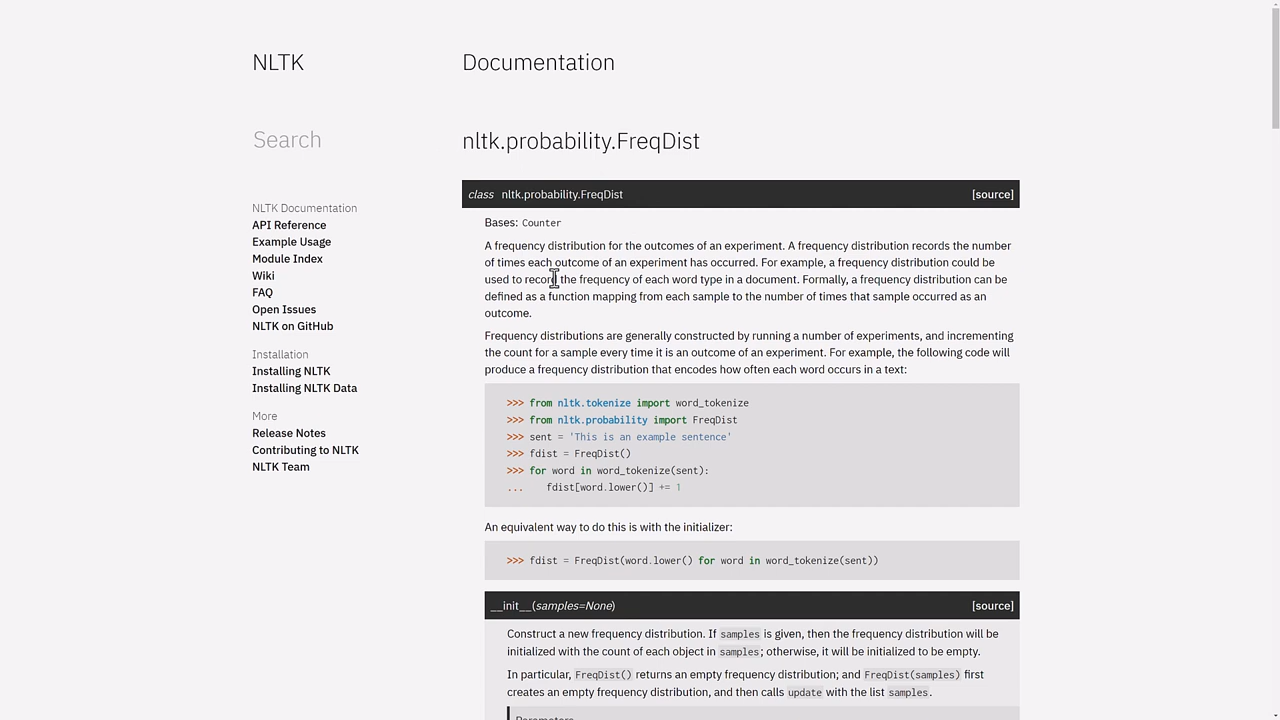 NLTK
Documentation
Search
NLTK Documentation
API Reference
Example Usage
Module Index
Wiki
FAQ
Open Issues
NLTK on GitHub
Installation
Installing NLTK
Installing NLTK Data
More
Release Notes
Contributing to NLTK
NLTK Team
nltk.probability.FreqDist
class nltk.probability.FreqDist [source]
Bases: Counter
A frequency distribution for the outcomes of an experiment. A frequency distribution records the number
of times each outcome of an experiment has occurred. For example, a frequency distribution could be
used to record the frequency of each word type in a document. Formally, a frequency distribution can be
defined as a function mapping from each sample to the number of times that sample occurred as an
outcome.
Frequency distributions are generally constructed by running a number of experiments, and incrementing
the count for a sample every time it is an outcome of an experiment. For example, the following code will
produce a frequency distribution that encodes how often each word occurs in a text:
>>> from nltk.tokenize import word_tokenize
>>> from nltk.probability import FreqDist
>>> sent = 'This is an example sentence'
>>> fdist = FreqDist()
>>> for word in word_tokenize(sent):
...    fdist[word.lower()] += 1
An equivalent way to do this is with the initializer:
>>> fdist = FreqDist(word.lower() for word in word_tokenize(sent))
__init__(samples=None) [source]
Construct a new frequency distribution. If samples is given, then the frequency distribution will be
initialized with the count of each object in samples; otherwise, it will be initialized to be empty.
In particular, FreqDist() returns an empty frequency distribution; and FreqDist(samples) first
creates an empty frequency distribution, and then calls update with the list samples.
Parameters